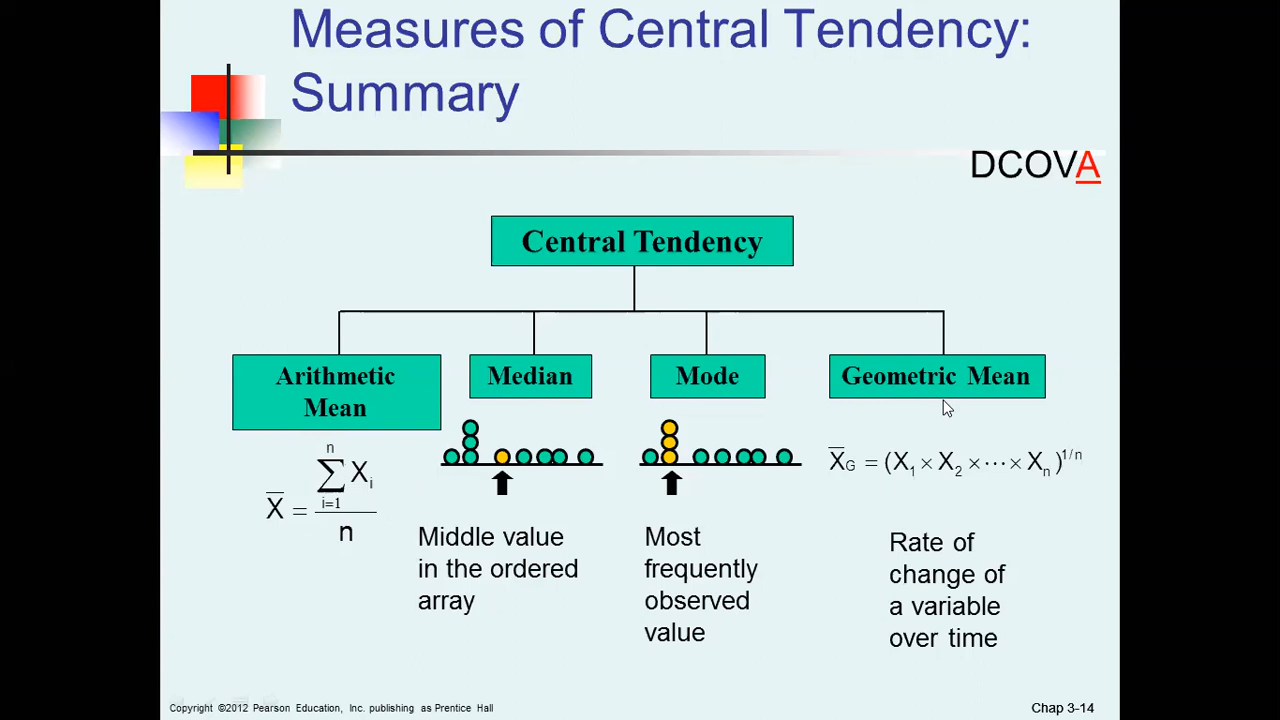 Measures of Central Tendency:
Summary
DCOVA
Central Tendency
Arithmetic
Mean
Median
Mode
Geometric Mean
X̄ = ∑ⁿᵢ₌₁ Xᵢ / n
X̄G = (X₁ × X₂ × ⋯ × Xₙ)^1/n
Middle value
in the ordered
array
Most
frequently
observed
value
Rate of
change of
a variable
over time
Copyright ©2012 Pearson Education, Inc. publishing as Prentice Hall
Chap 3-14